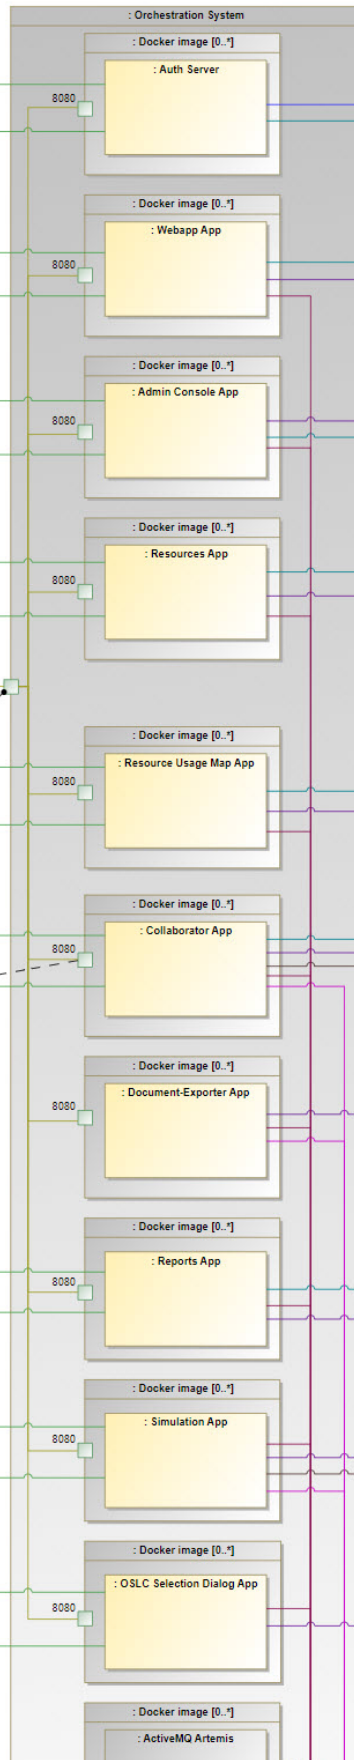 : Orchestration System
: Docker image [0..*]
: Auth Server
8080
: Docker image [0..*]
: Webapp App
8080
: Docker image [0..*]
: Admin Console App
8080
: Docker image [0..*]
: Resources App
8080
: Docker image [0..*]
: Resource Usage Map App
8080
: Docker image [0..*]
: Collaborator App
8080
: Docker image [0..*]
: Document-Exporter App
8080
: Docker image [0..*]
: Reports App
8080
: Docker image [0..*]
: Simulation App
8080
: Docker image [0..*]
: OSLC Selection Dialog App
8080
: Docker image [0..*]
: ActiveMQ Artemis